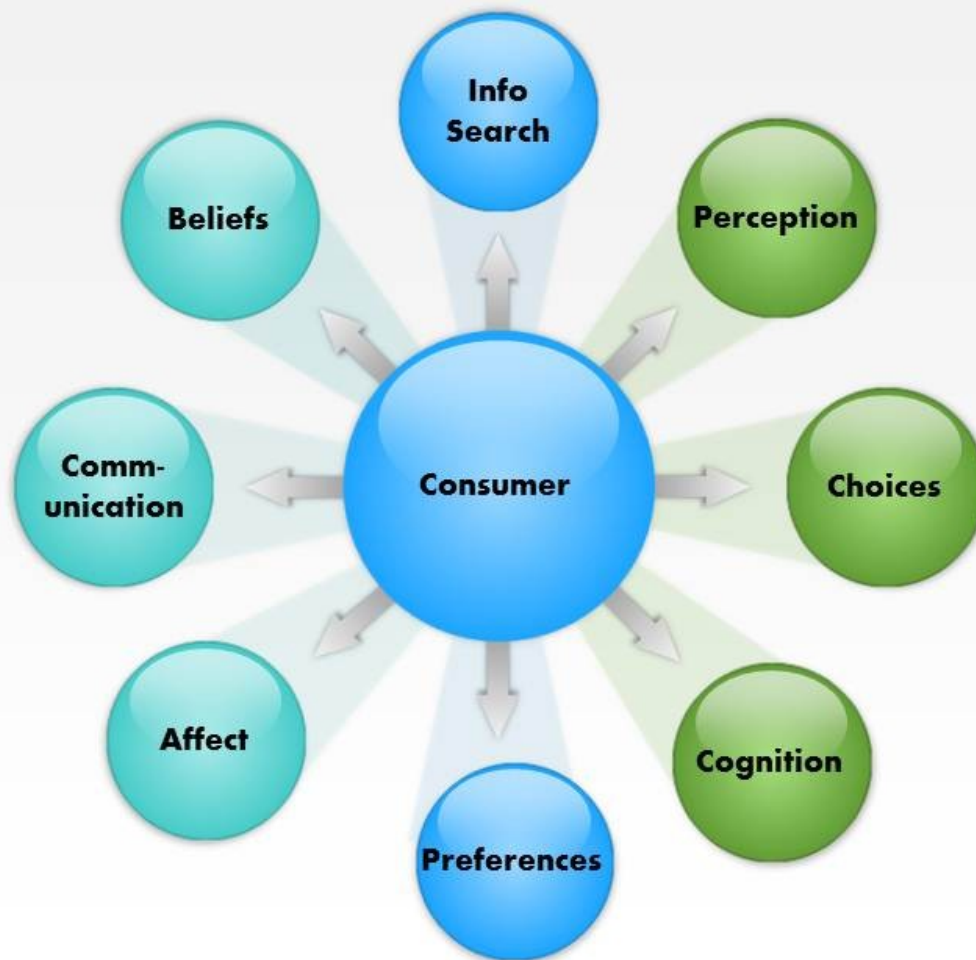 Info
Search
Beliefs
Perception
Comm-
unication
Consumer
Choices
Affect
Cognition
Preferences